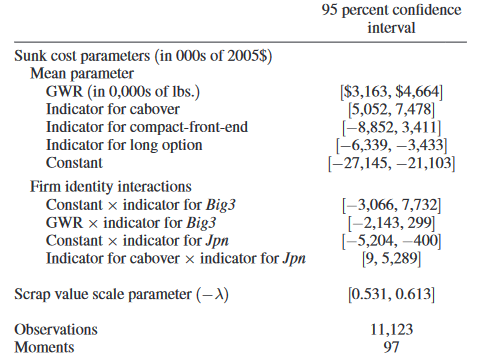 95 percent confidence
interval
Sunk cost parameters (in 000s of 2005$)
Mean parameter
GWR (in 0,000s of lbs.) [$3,163, $4,664]
Indicator for cabover [5,052, 7,478]
Indicator for compact-front-end [−8,852, 3,411]
Indicator for long option [−6,339, −3,433]
Constant [−27,145, −21,103]
Firm identity interactions
Constant × indicator for Big3 [−3,066, 7,732]
GWR × indicator for Big3 [−2,143, 299]
Constant × indicator for Jpn [−5,204, −400]
Indicator for cabover × indicator for Jpn [9, 5,289]
Scrap value scale parameter (−λ) [0.531, 0.613]
Observations 11,123
Moments 97